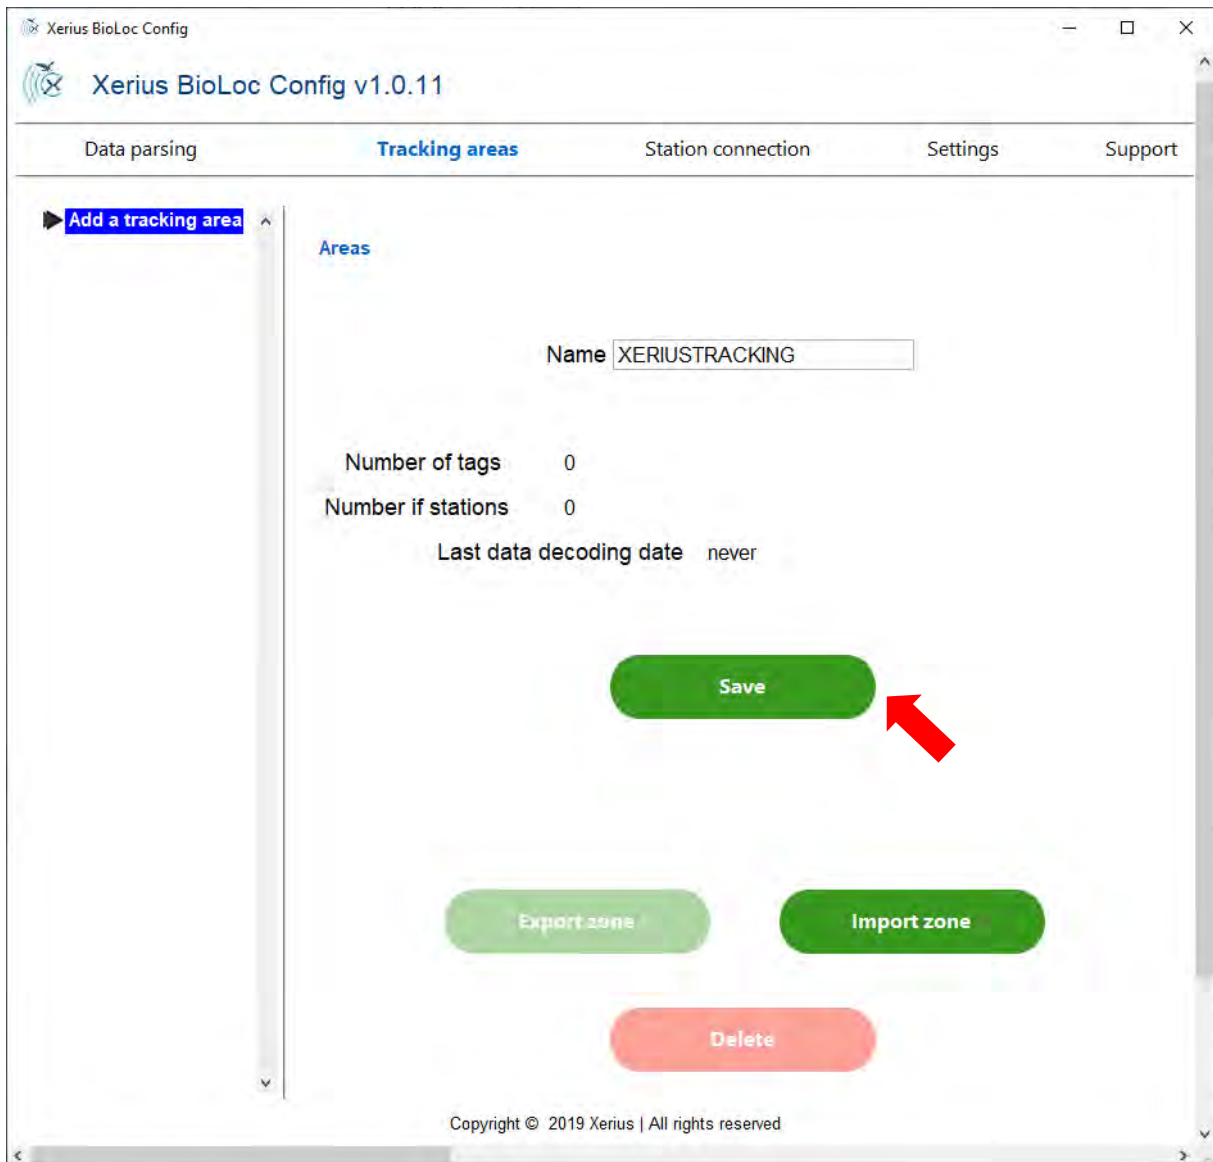 Xerius BioLoc Config
Xerius BioLoc Config v1.0.11
Data parsing Tracking areas Station connection Settings Support
Add a tracking area
Areas
Name XERIUSTRACKING
Number of tags 0
Number if stations 0
Last data decoding date never
Save
Export zone Import zone
Delete
Copyright © 2019 Xerius | All rights reserved